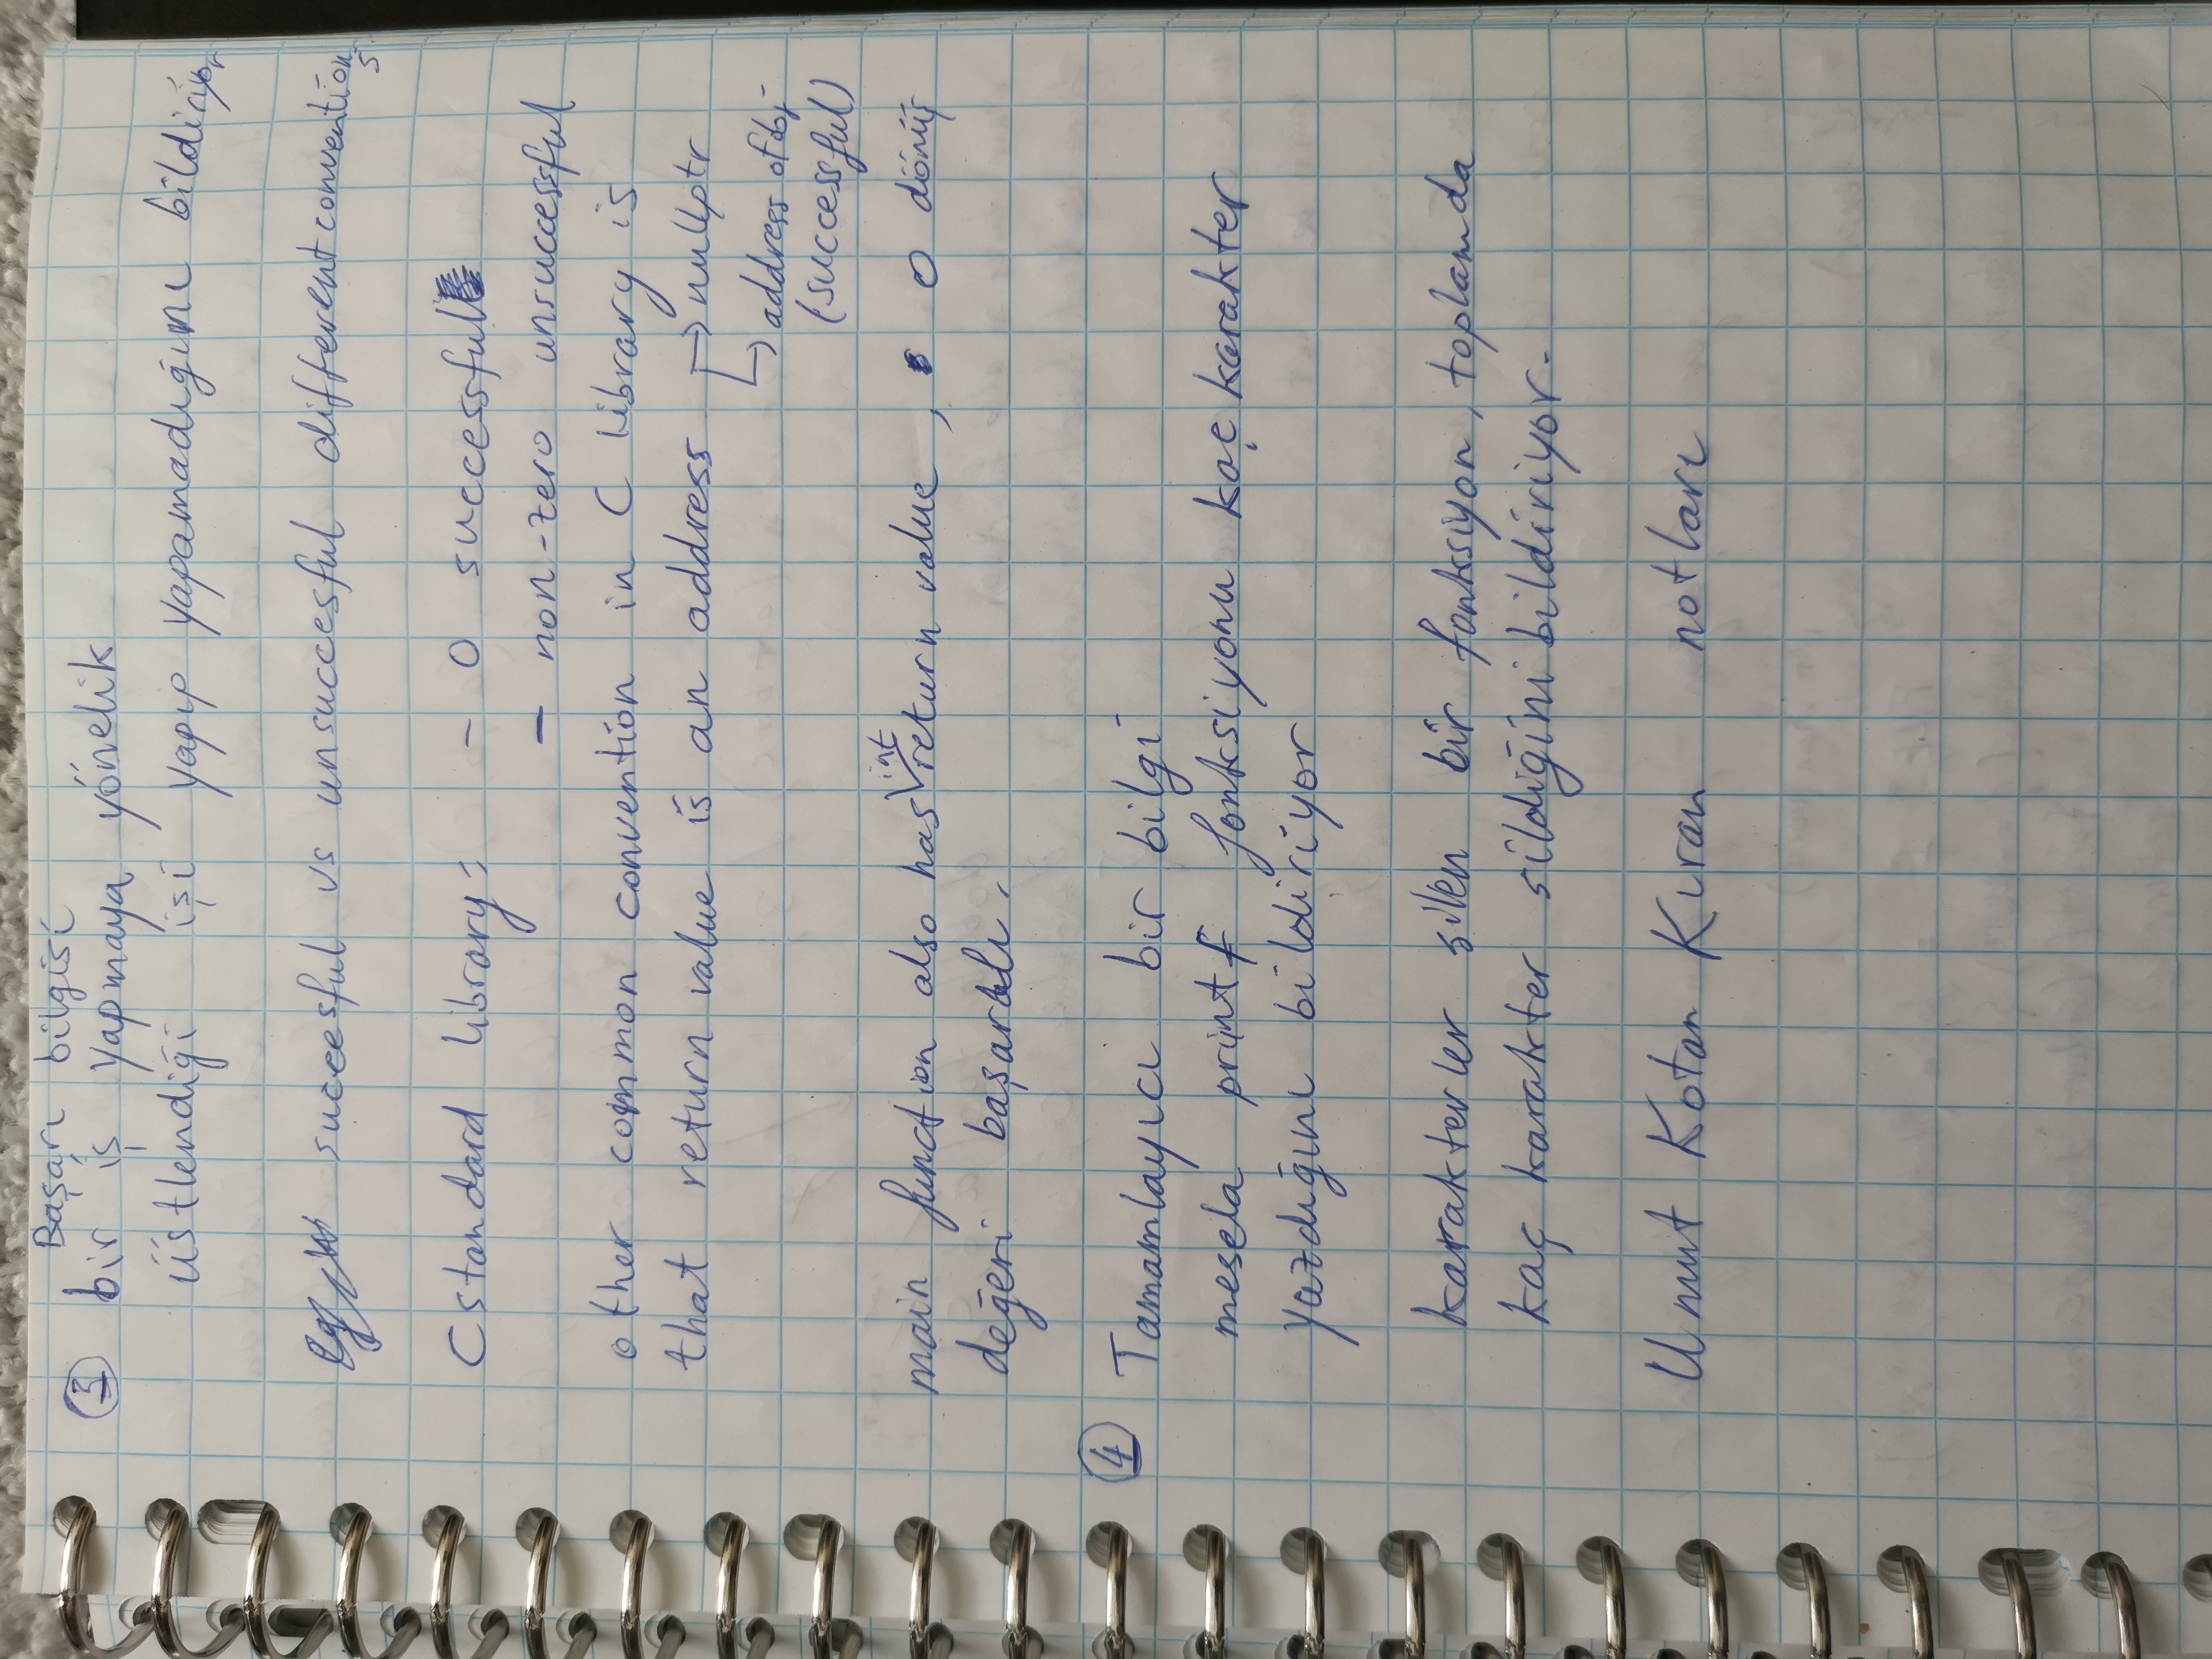 Başarı bilgisi
3 bir iş yapmaya yönelik
üstlendiği işi yapıp yapamadığını bildiriyor
succesful vs unsuccesful different conventions
C standard library: - 0 successful
- non-zero unsuccessful
other common convention in C library is
that return value is an address → nullptr
→ address of obj
(successful)
main function also has int return value, 0 dönüş
değeri başarılı.
4 Tamamlayıcı bir bilgi
mesela printf fonksiyonu kaç karakter
yazdığını bildiriyor
karakterler silen bir fonksiyon, toplamda
kaç karakter sildiğini bildiriyor.
Umut Kotan Kıran notları